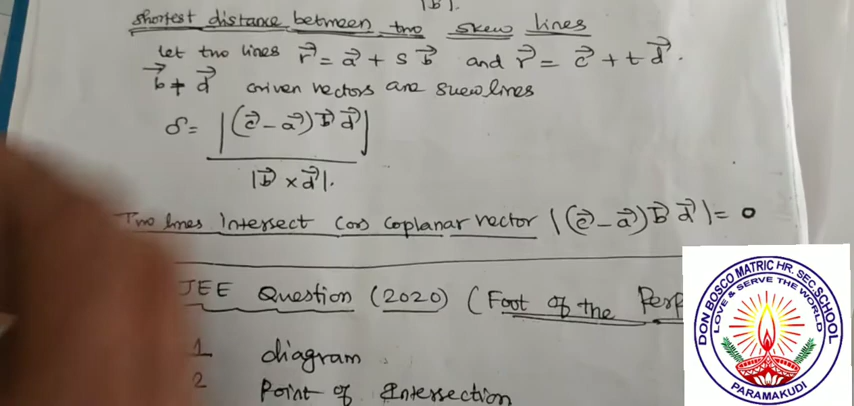 |b|.
shortest distance between two skew lines
let two lines r⃗ = a⃗ + s b⃗ and r⃗ = c⃗ + t d⃗.
b⃗ ≠ d⃗ Given vectors are suew lines
δ = |(c⃗ - a⃗) b⃗ d⃗|
|b⃗ × d⃗|.
Two lines Intersect (or) coplanar vector |(c⃗ - a⃗) b⃗ d⃗| = 0
JEE Question (2020) (Foot of the Perp
1 diagram
2 Point of Intersection
DON BOSCO MATRIC HR. SEC. SCHOOL
LOVE & SERVE THE WORLD
PARAMAKUDI